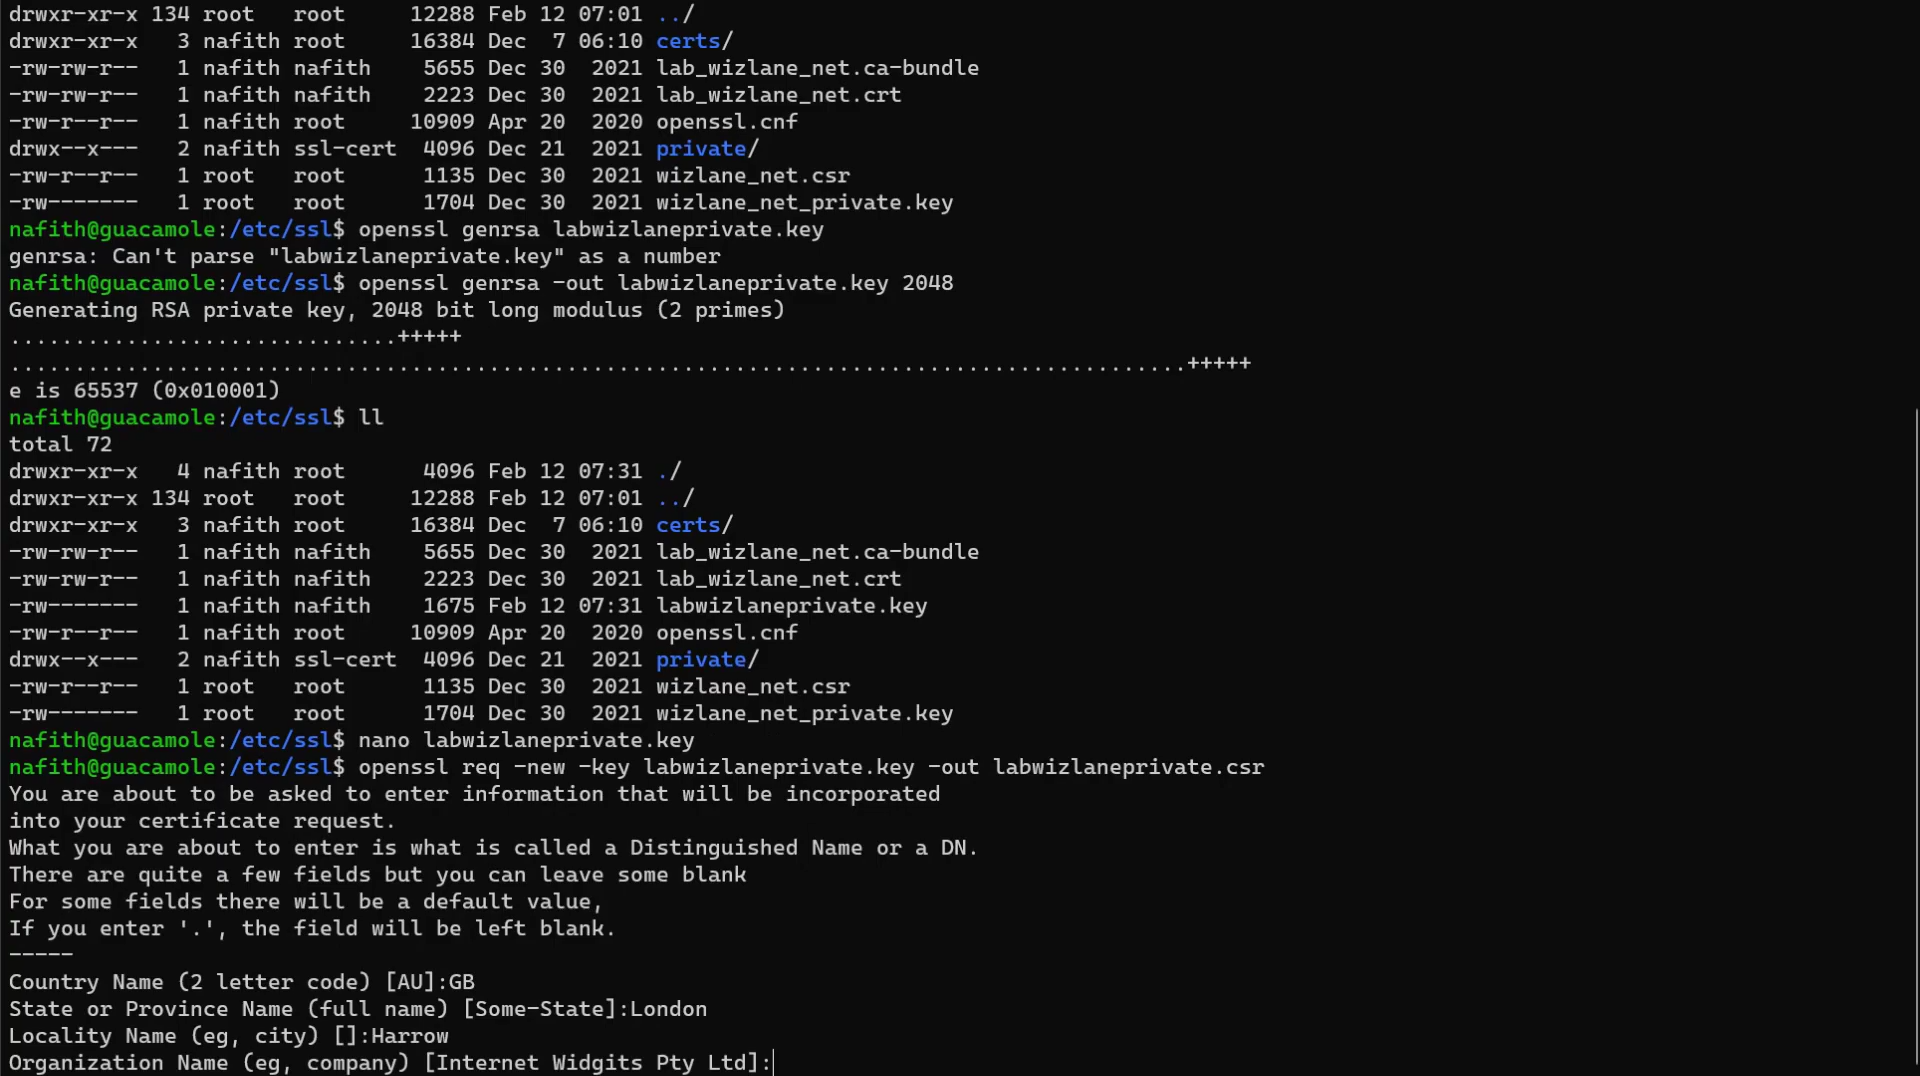 drwxr-xr-x 134 root   root     12288 Feb 12 07:01 ../
drwxr-xr-x   3 nafith root     16384 Dec  7 06:10 certs/
-rw-rw-r--   1 nafith nafith    5655 Dec 30  2021 lab_wizlane_net.ca-bundle
-rw-rw-r--   1 nafith nafith    2223 Dec 30  2021 lab_wizlane_net.crt
-rw-r--r--   1 nafith root     10909 Apr 20  2020 openssl.cnf
drwx--x---   2 nafith ssl-cert  4096 Dec 21  2021 private/
-rw-r--r--   1 root   root      1135 Dec 30  2021 wizlane_net.csr
-rw-------   1 root   root      1704 Dec 30  2021 wizlane_net_private.key
nafith@guacamole:/etc/ssl$ openssl genrsa labwizlaneprivate.key
genrsa: Can't parse "labwizlaneprivate.key" as a number
nafith@guacamole:/etc/ssl$ openssl genrsa -out labwizlaneprivate.key 2048
Generating RSA private key, 2048 bit long modulus (2 primes)
..............................+++++
...........................................................................................+++++
e is 65537 (0x010001)
nafith@guacamole:/etc/ssl$ ll
total 72
drwxr-xr-x   4 nafith root      4096 Feb 12 07:31 ./
drwxr-xr-x 134 root   root     12288 Feb 12 07:01 ../
drwxr-xr-x   3 nafith root     16384 Dec  7 06:10 certs/
-rw-rw-r--   1 nafith nafith    5655 Dec 30  2021 lab_wizlane_net.ca-bundle
-rw-rw-r--   1 nafith nafith    2223 Dec 30  2021 lab_wizlane_net.crt
-rw-------   1 nafith nafith    1675 Feb 12 07:31 labwizlaneprivate.key
-rw-r--r--   1 nafith root     10909 Apr 20  2020 openssl.cnf
drwx--x---   2 nafith ssl-cert  4096 Dec 21  2021 private/
-rw-r--r--   1 root   root      1135 Dec 30  2021 wizlane_net.csr
-rw-------   1 root   root      1704 Dec 30  2021 wizlane_net_private.key
nafith@guacamole:/etc/ssl$ nano labwizlaneprivate.key
nafith@guacamole:/etc/ssl$ openssl req -new -key labwizlaneprivate.key -out labwizlaneprivate.csr
You are about to be asked to enter information that will be incorporated
into your certificate request.
What you are about to enter is what is called a Distinguished Name or a DN.
There are quite a few fields but you can leave some blank
For some fields there will be a default value,
If you enter '.', the field will be left blank.
-----
Country Name (2 letter code) [AU]:GB
State or Province Name (full name) [Some-State]:London
Locality Name (eg, city) []:Harrow
Organization Name (eg, company) [Internet Widgits Pty Ltd]: